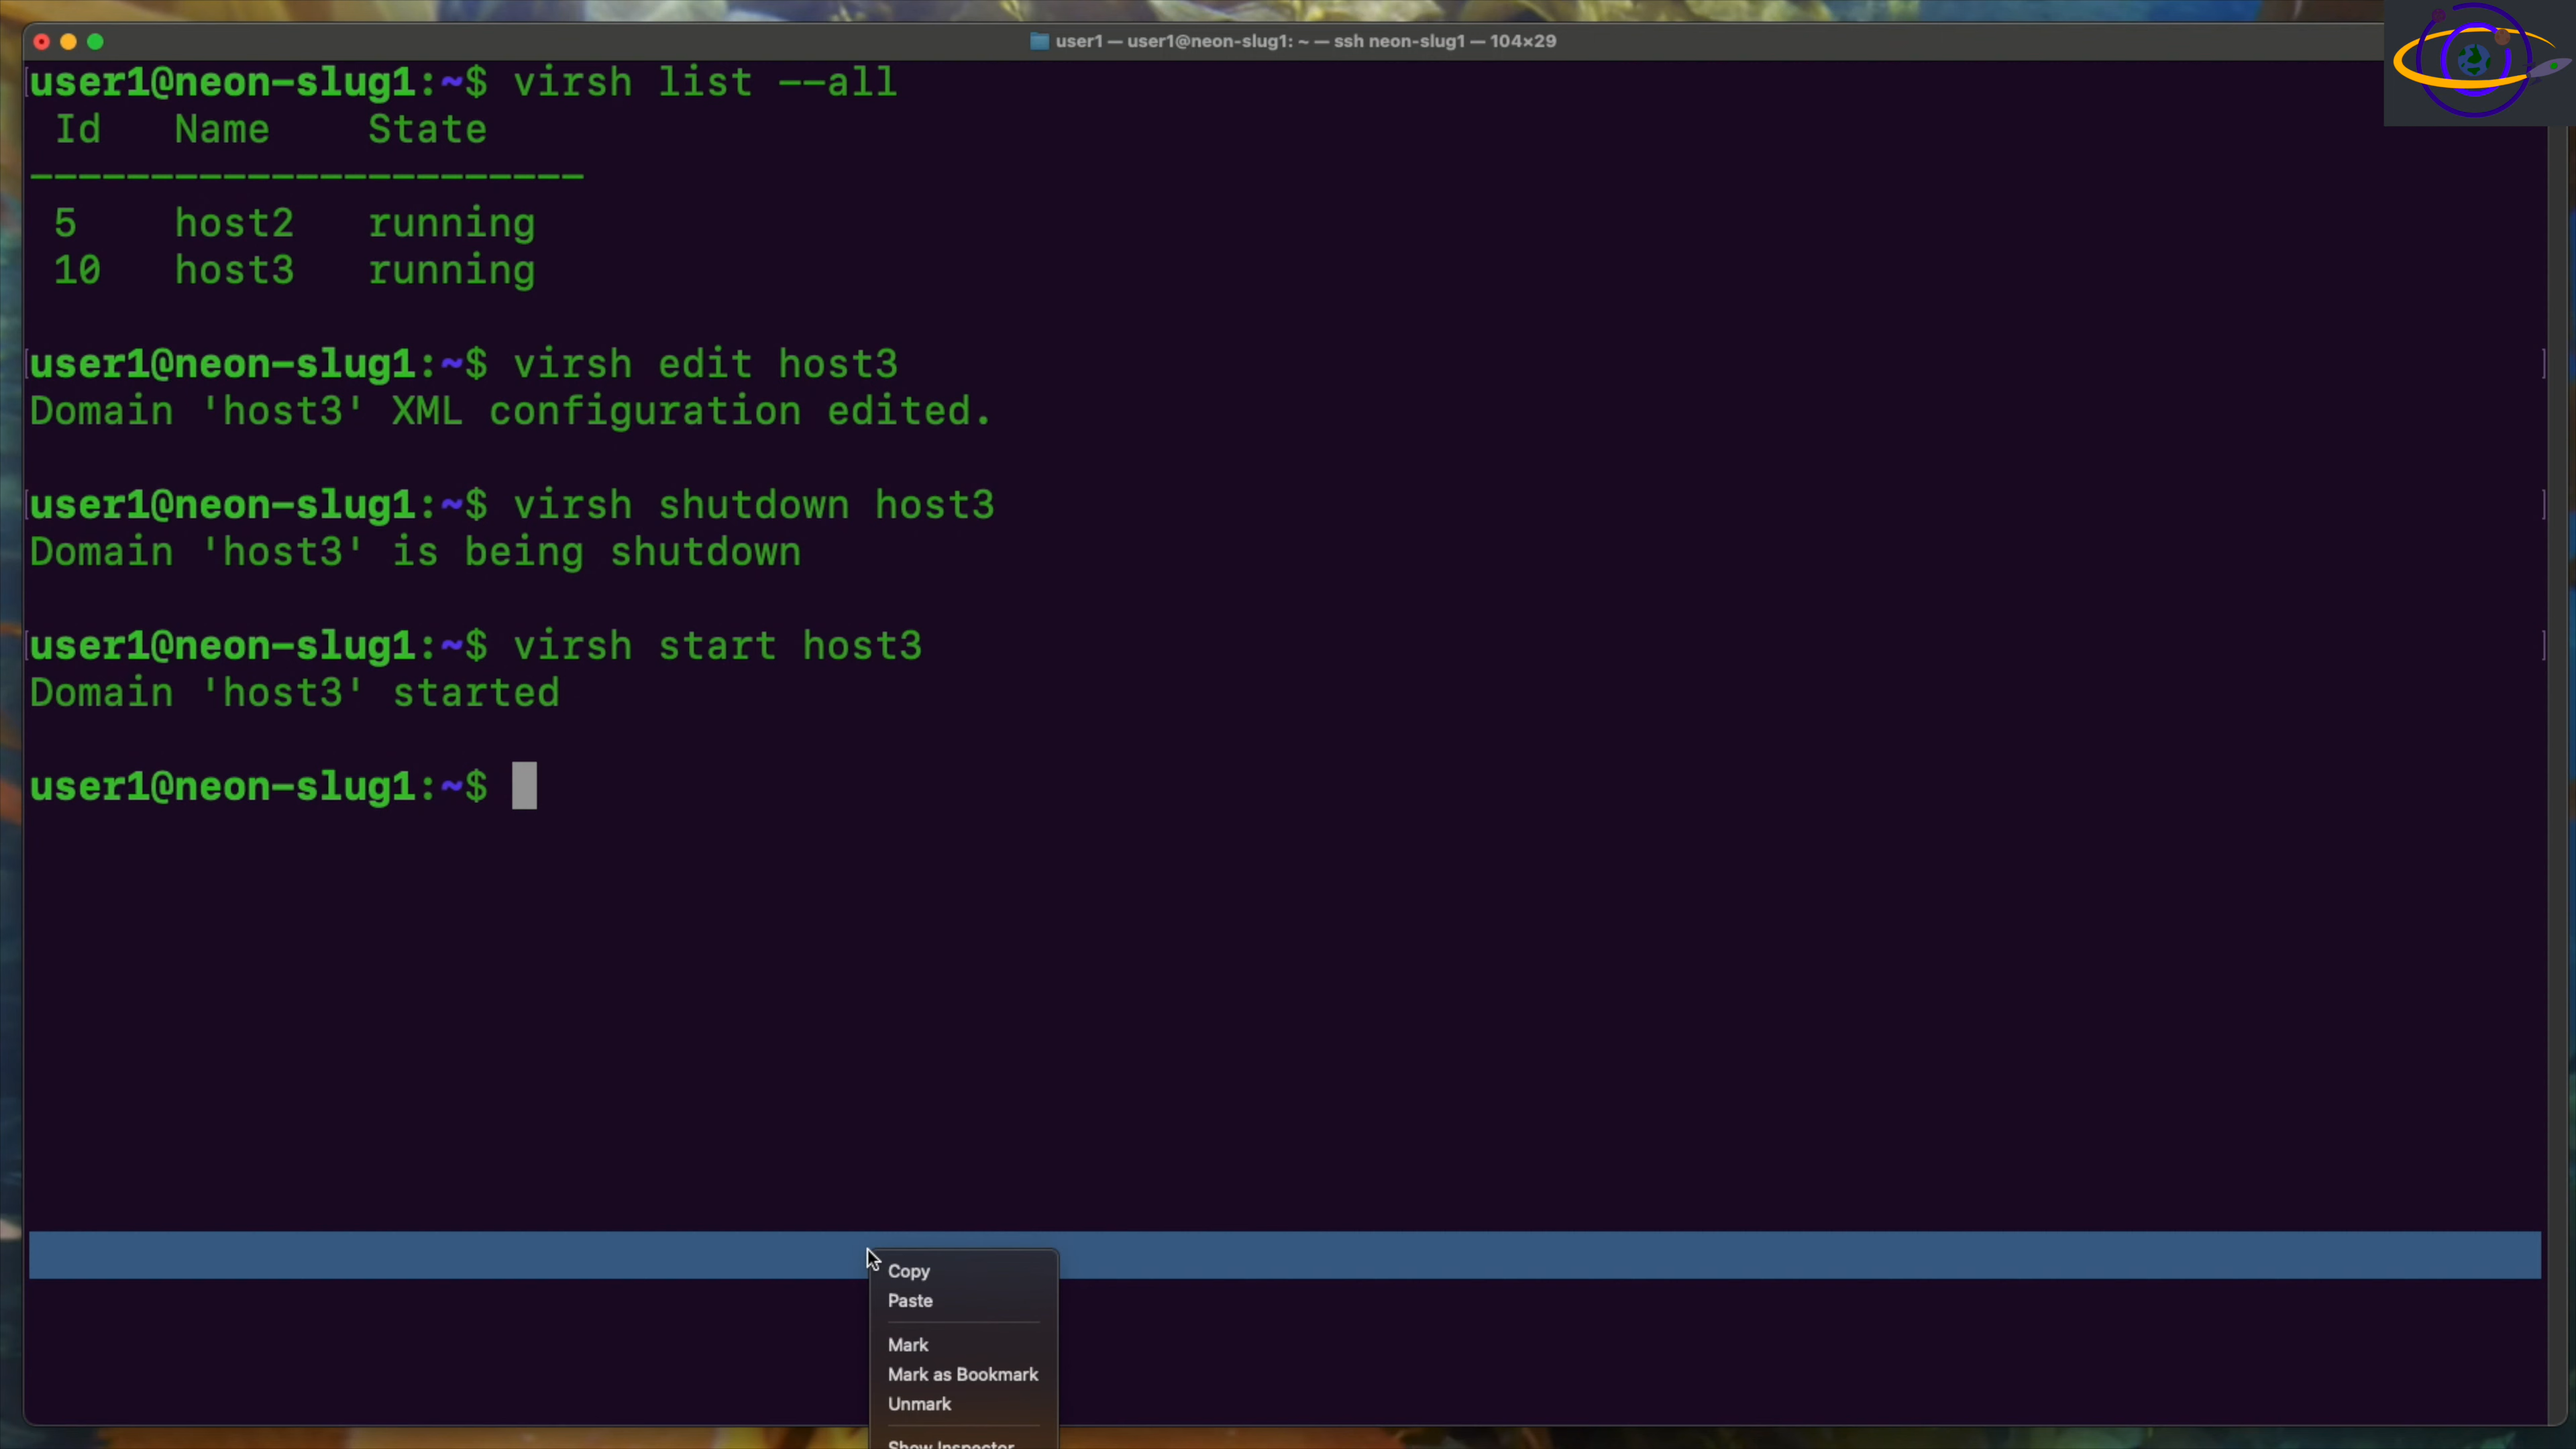 user1 — user1@neon-slug1: ~ — ssh neon-slug1 — 104×29
user1@neon-slug1:~$ virsh list --all
Id Name State
-----------------------
5 host2 running
10 host3 running
user1@neon-slug1:~$ virsh edit host3
Domain 'host3' XML configuration edited.
user1@neon-slug1:~$ virsh shutdown host3
Domain 'host3' is being shutdown
user1@neon-slug1:~$ virsh start host3
Domain 'host3' started
user1@neon-slug1:~$
Copy
Paste
Mark
Mark as Bookmark
Unmark
Show Inspector